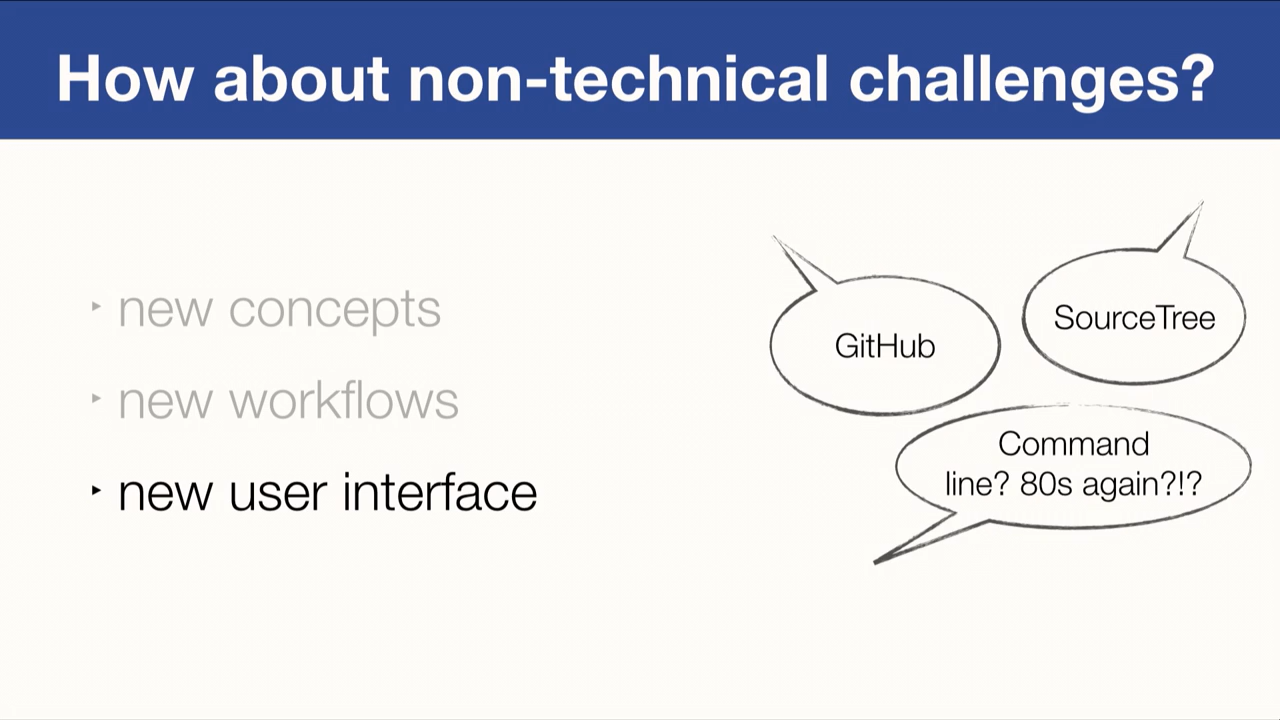 How about non-technical challenges?
new concepts
new workflows
new user interface
GitHub
SourceTree
Command
line? 80s again?!?